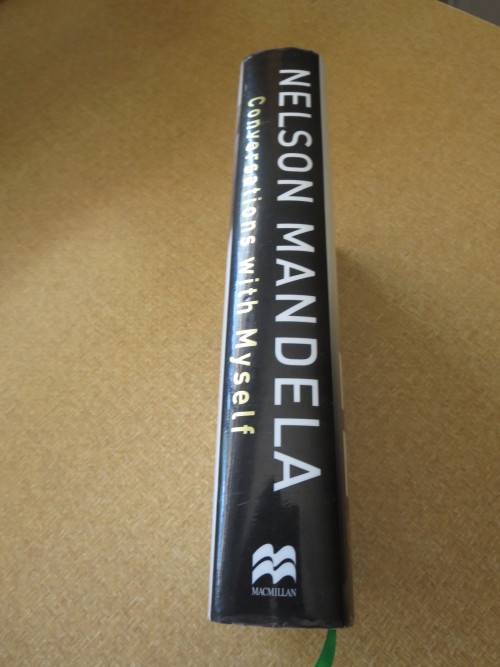 NELSON MANDELA
Conversations with Myself
MACMILLAN